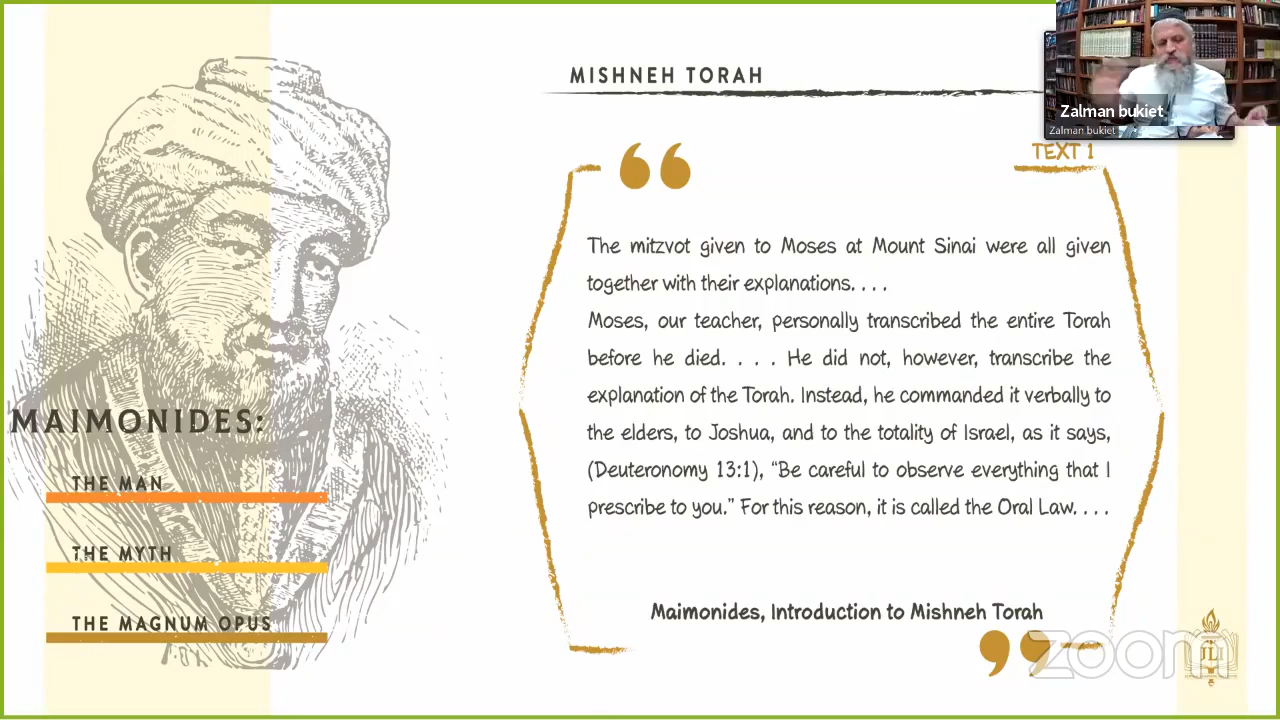 MISHNEH TORAH
Zalman bukiet
Zalman bukiet
TEXT 1
The mitzvot given to Moses at Mount Sinai were all given
together with their explanations. . . .
Moses, our teacher, personally transcribed the entire Torah
before he died. . . . He did not, however, transcribe the
explanation of the Torah. Instead, he commanded it verbally to
the elders, to Joshua, and to the totality of Israel, as it says,
(Deuteronomy 13:1), “Be careful to observe everything that I
prescribe to you.” For this reason, it is called the Oral Law. . . .
Maimonides, Introduction to Mishneh Torah
MAIMONIDES:
THE MAN
THE MYTH
THE MAGNUM OPUS
zoom
JLI